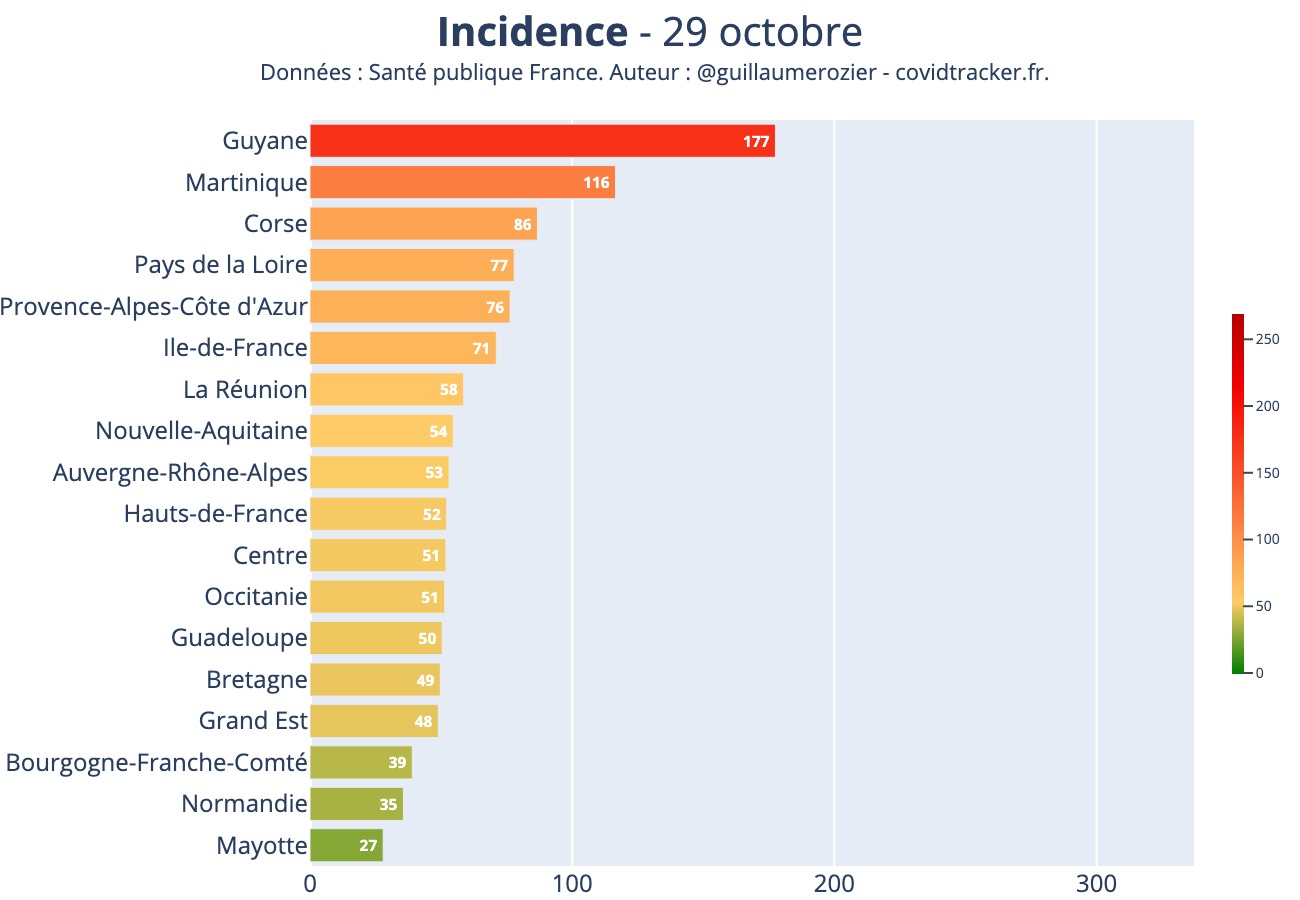 Incidence - 29 octobre
Données : Santé publique France. Auteur : @guillaumerozier - covidtracker.fr.
Guyane 177
Martinique 116
Corse 86
Pays de la Loire 77
Provence-Alpes-Côte d'Azur 76
Ile-de-France 71
La Réunion 58
Nouvelle-Aquitaine 54
Auvergne-Rhône-Alpes 53
Hauts-de-France 52
Centre 51
Occitanie 51
Guadeloupe 50
Bretagne 49
Grand Est 48
Bourgogne-Franche-Comté 39
Normandie 35
Mayotte 27
0 100 200 300
250
200
150
100
50
0